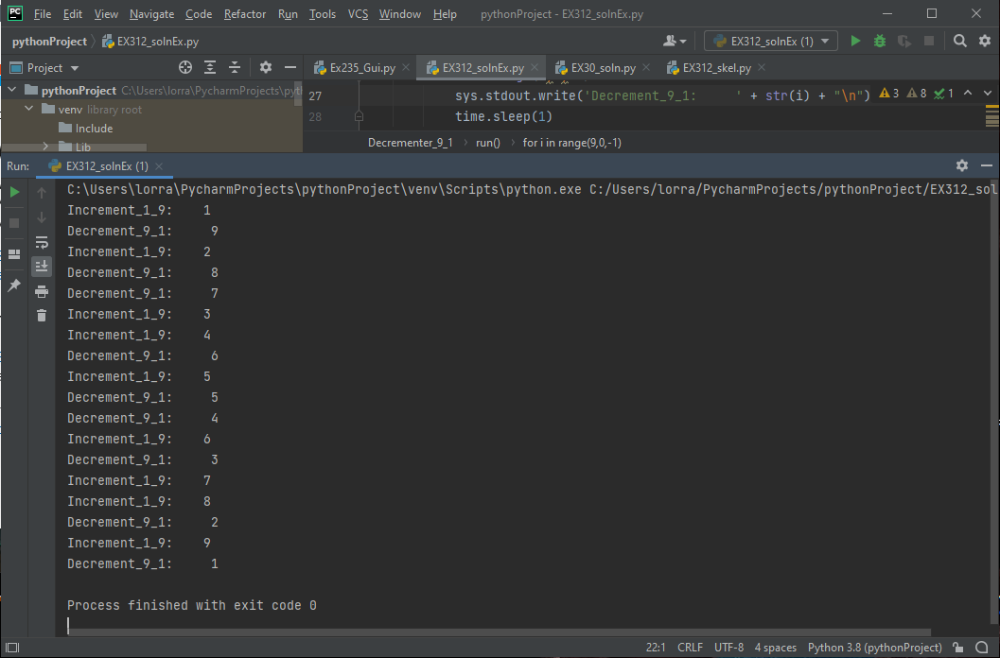 PC File Edit View Navigate Code Refactor Run Tools VCS Window Help pythonProject - EX312_solnEx.py
pythonProject EX312_solnEx.py EX312_solnEx (1)
Project Ex235_Gui.py EX312_solnEx.py EX30_soln.py EX312_skel.py
pythonProject C:\Users\lorra\PycharmProjects\pyth
venv library root
Include
Lib
27 sys.stdout.write('Decrement_9_1:     ' + str(i) + "\n") 3 8 1
28 time.sleep(1)
Decrementer_9_1 run() for i in range(9,0,-1)
Run: EX312_solnEx (1)
C:\Users\lorra\PycharmProjects\pythonProject\venv\Scripts\python.exe C:/Users/lorra/PycharmProjects/pythonProject/EX312_sol
Increment_1_9:    1
Decrement_9_1:     9
Increment_1_9:    2
Decrement_9_1:     8
Decrement_9_1:     7
Increment_1_9:    3
Increment_1_9:    4
Decrement_9_1:     6
Increment_1_9:    5
Decrement_9_1:     5
Decrement_9_1:     4
Increment_1_9:    6
Decrement_9_1:     3
Increment_1_9:    7
Increment_1_9:    8
Decrement_9_1:     2
Increment_1_9:    9
Decrement_9_1:     1
Process finished with exit code 0
22:1 CRLF UTF-8 4 spaces Python 3.8 (pythonProject)